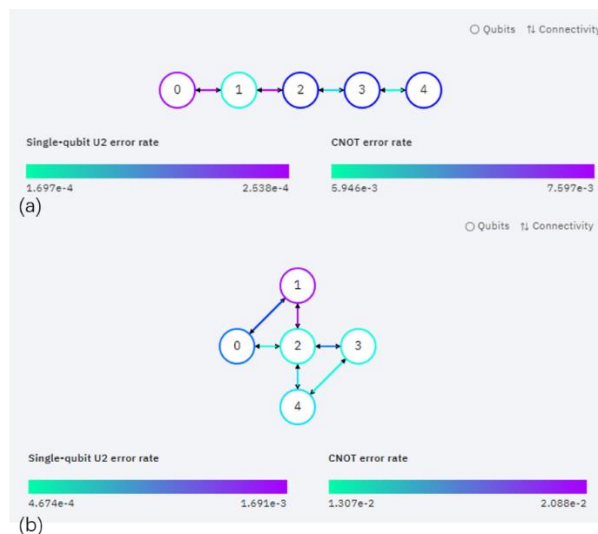 Qubits ↑↓ Connectivity
0 1 2 3 4
Single-qubit U2 error rate CNOT error rate
1.697e-4 2.538e-4 5.946e-3 7.597e-3
(a)
Qubits ↑↓ Connectivity
1
0 2 3
4
Single-qubit U2 error rate CNOT error rate
4.674e-4 1.691e-3 1.307e-2 2.088e-2
(b)